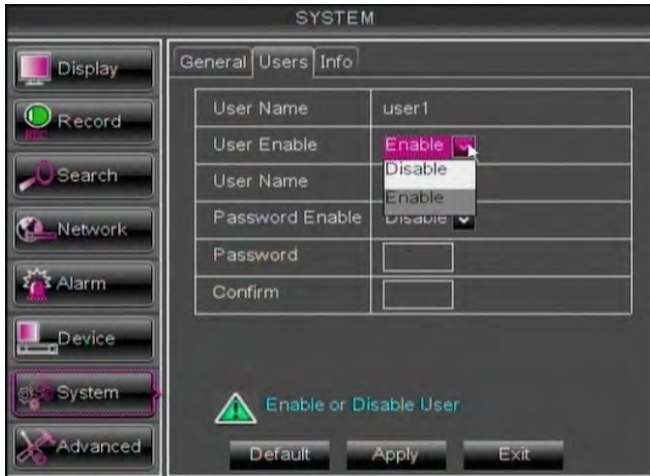 SYSTEM
Display
Record
REC
Search
Network
Alarm
Device
System
Advanced
General Users Info
User Name user1
User Enable Enable
Disable
User Name
Enable
Password Enable Disable
Password
Confirm
Enable or Disable User
Default Apply Exit